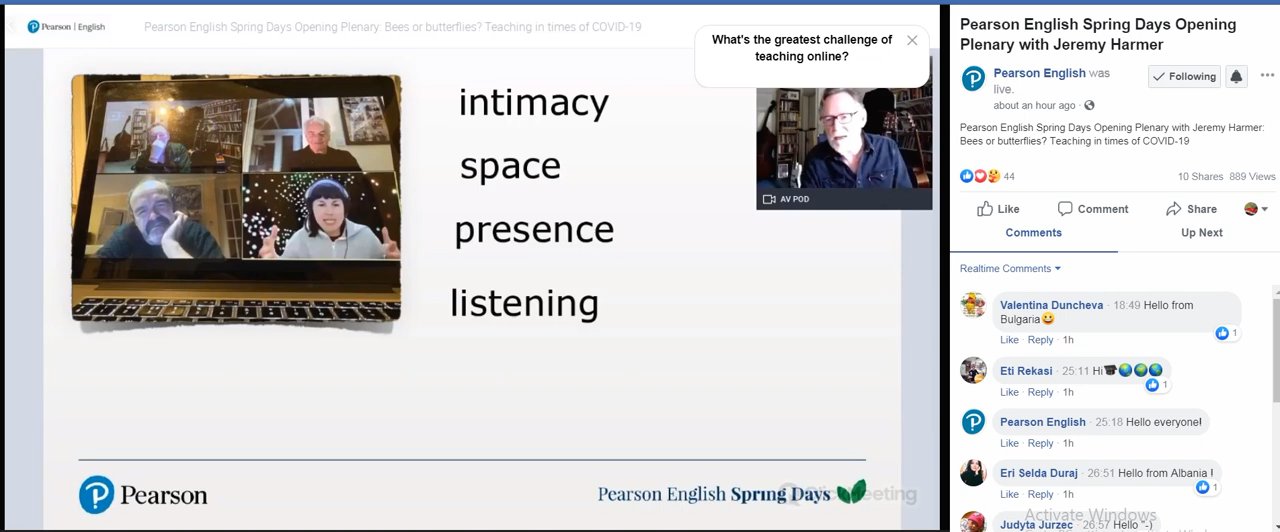 Pearson | English
Pearson English Spring Days Opening Plenary: Bees or butterflies? Teaching in times of COVID-19
What's the greatest challenge of
teaching online?
intimacy
space
presence
listening
AV POD
Pearson
Pearson English Spring Days
ClickMeeting
Pearson English Spring Days Opening
Plenary with Jeremy Harmer
Pearson English was
live.
about an hour ago ·
Following
Pearson English Spring Days Opening Plenary with Jeremy Harmer:
Bees or butterflies? Teaching in times of COVID-19
44
10 Shares 889 Views
Like Comment Share
Comments Up Next
Realtime Comments
Valentina Duncheva · 18:49 Hello from
Bulgaria😀
1
Like · Reply · 1h
Eti Rekasi · 25:11 Hi🎓🌍🌍🌏
1
Like · Reply · 1h
Pearson English · 25:18 Hello everyone!
Like · Reply · 1h
Eri Selda Duraj · 26:51 Hello from Albania !
1
Like · Reply · 1h
Judyta Jurzec · 26:57 Hello :-)
Activate Windows